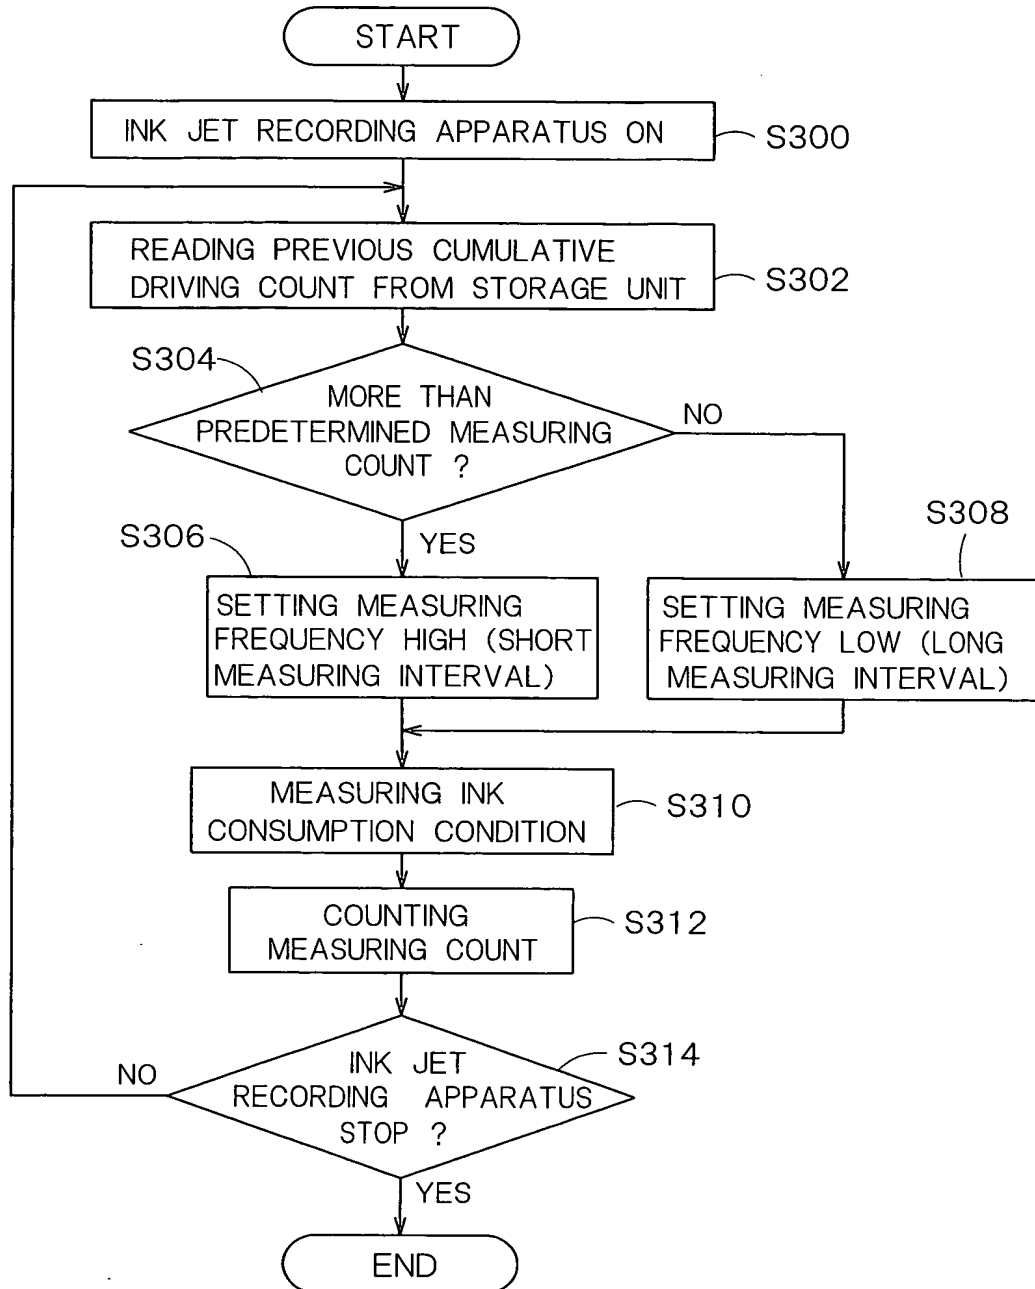 START
INK JET RECORDING APPARATUS ON
S300
READING PREVIOUS CUMULATIVE
DRIVING COUNT FROM STORAGE UNIT
S302
S304
MORE THAN
PREDETERMINED MEASURING
COUNT ?
NO
YES
S306
SETTING MEASURING
FREQUENCY HIGH (SHORT
MEASURING INTERVAL)
S308
SETTING MEASURING
FREQUENCY LOW (LONG
MEASURING INTERVAL)
MEASURING INK
CONSUMPTION CONDITION
S310
COUNTING
MEASURING COUNT
S312
INK JET
RECORDING APPARATUS
STOP ?
S314
NO
YES
END